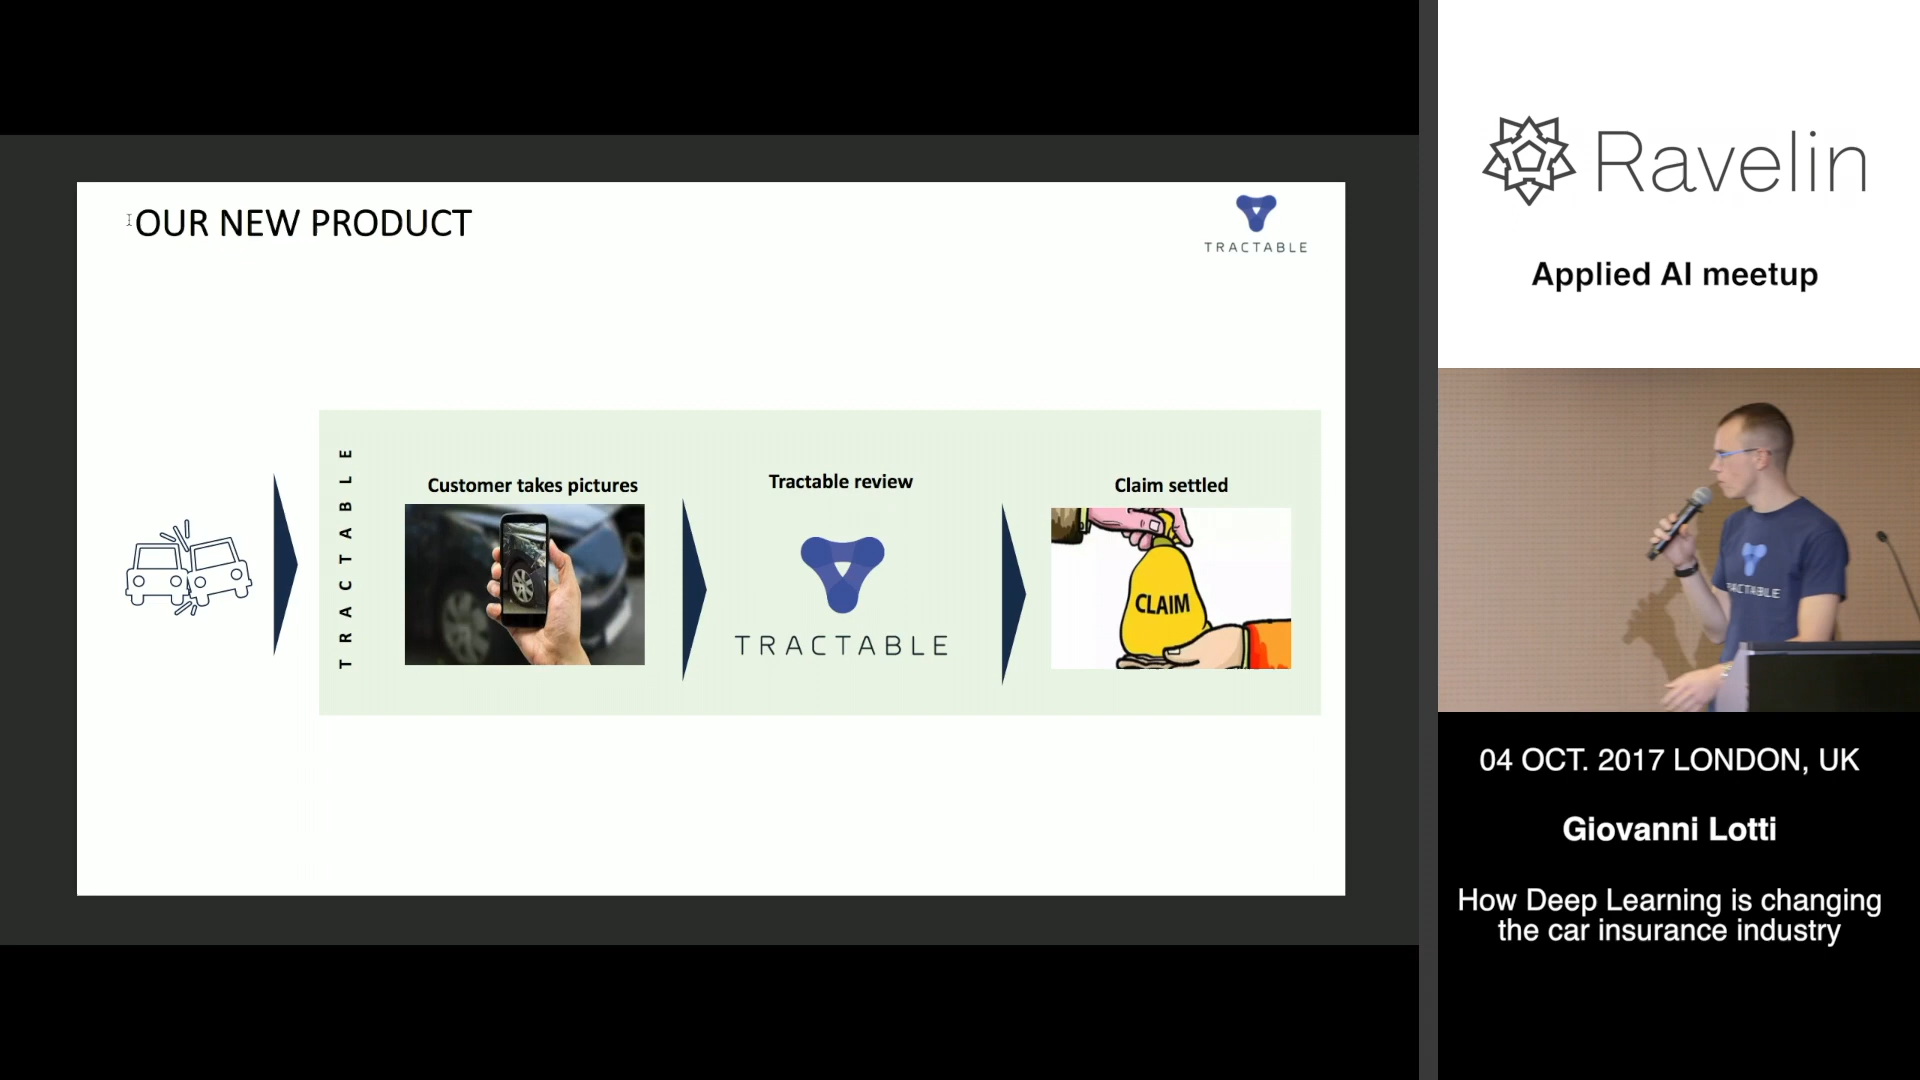 OUR NEW PRODUCT
TRACTABLE
TRACTABLE
Customer takes pictures
Tractable review
TRACTABLE
Claim settled
CLAIM
Ravelin
Applied AI meetup
TRACTABLE
04 OCT. 2017 LONDON, UK
Giovanni Lotti
How Deep Learning is changing
the car insurance industry